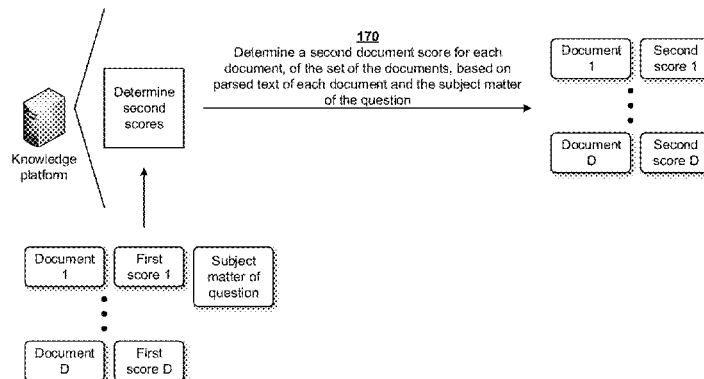 170
Determine a second document score for each
document, of the set of the documents, based on
parsed text of each document and the subject matter
of the question
Knowledge
platform
Determine
second
scores
Document
1
Second
score 1
Document
D
Second
score D
Document
1
First
score 1
Subject
matter of
question
Document
D
First
score D